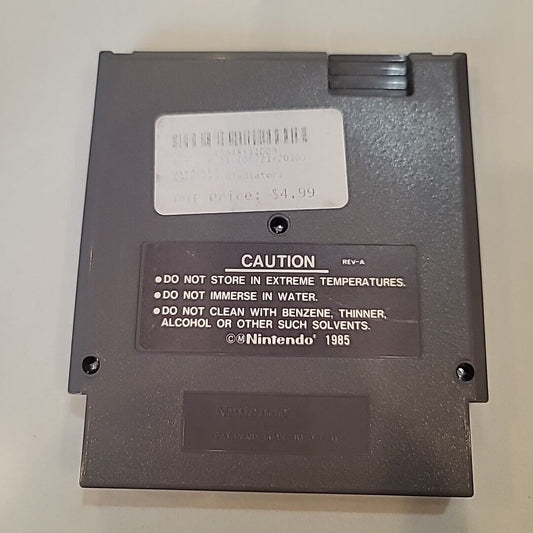 Our Price: $4.99
CAUTION REV-A
•DO NOT STORE IN EXTREME TEMPERATURES.
•DO NOT IMMERSE IN WATER.
•DO NOT CLEAN WITH BENZENE, THINNER,
ALCOHOL OR OTHER SUCH SOLVENTS.
©Ⓜ Nintendo® 1985
Nintendo